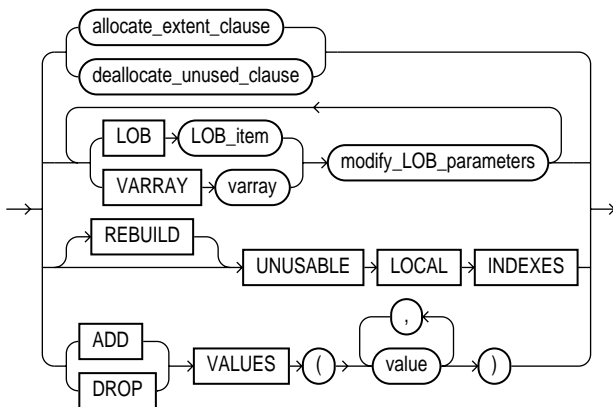 allocate_extent_clause
deallocate_unused_clause
LOB LOB_item
modify_LOB_parameters
VARRAY varray
REBUILD
UNUSABLE LOCAL INDEXES
,
ADD
VALUES ( value )
DROP